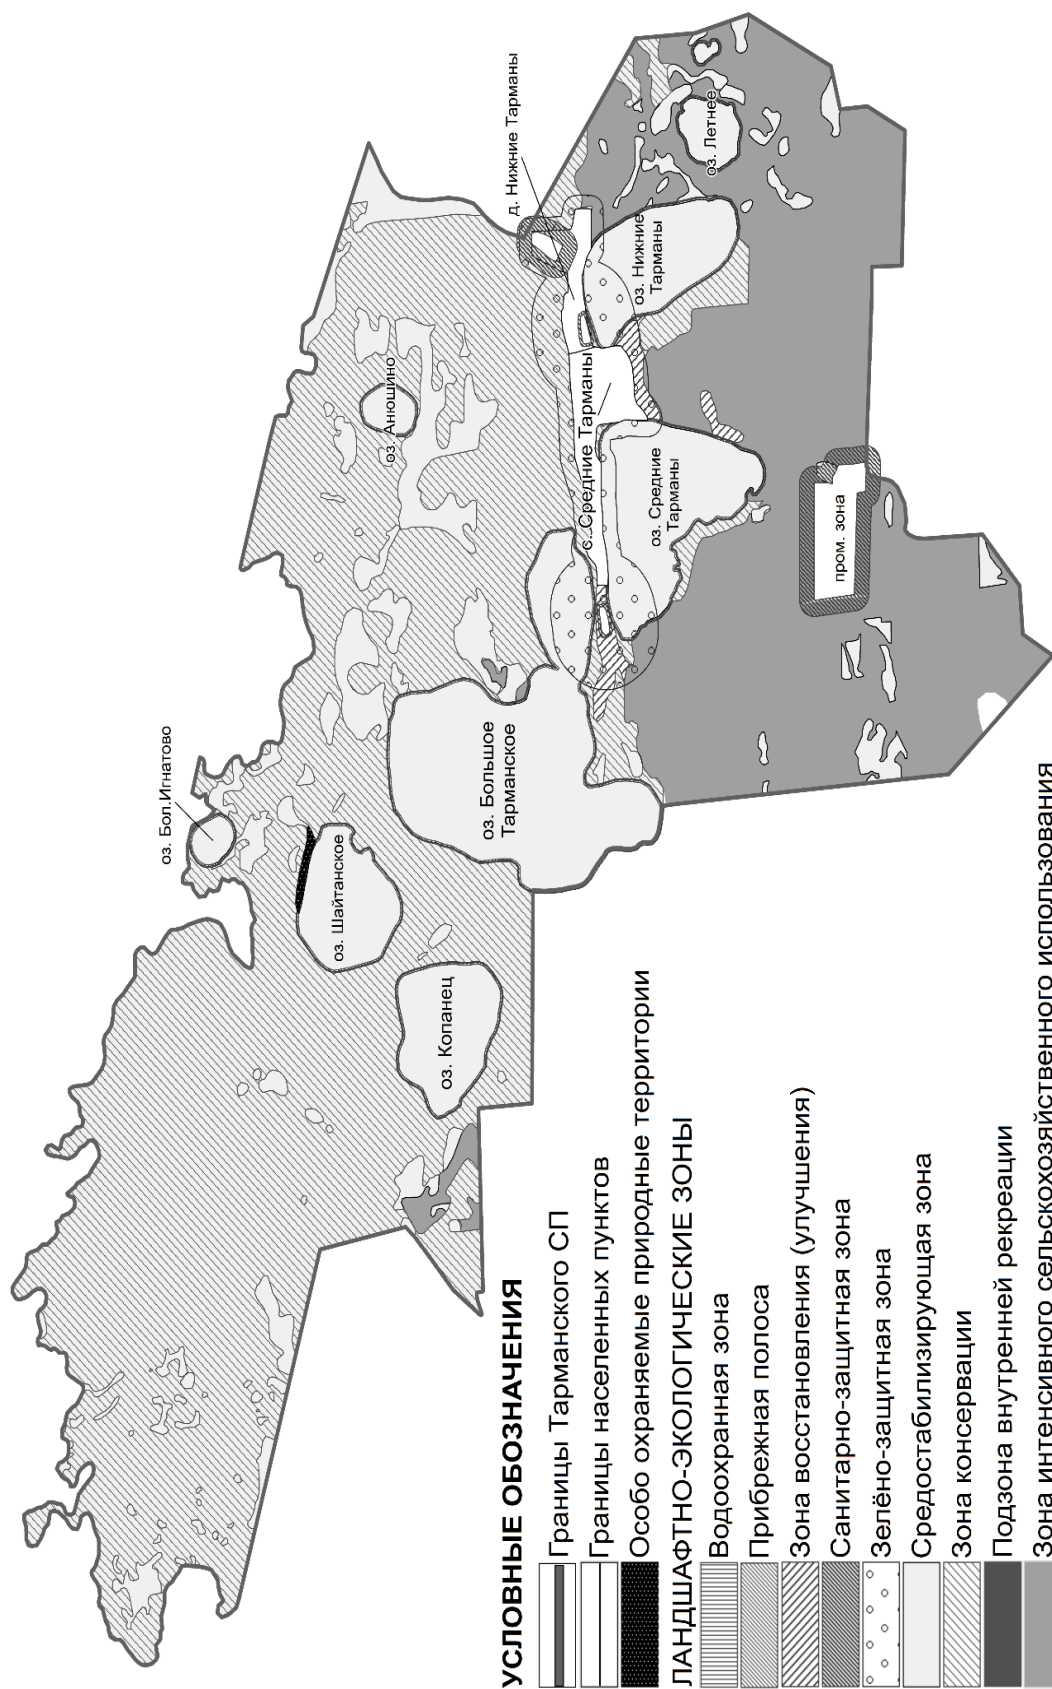 оз. Бол.Игнатово
оз. Шайтанское
оз. Копанец
оз. Большое
Тарманское
оз. Анюшино
с. Средние Тарманы
оз. Средние
Тарманы
д. Нижние Тарманы
оз. Нижние
Тарманы
оз. Летнее
пром. зона
УСЛОВНЫЕ ОБОЗНАЧЕНИЯ
Границы Тарманского СП
Границы населенных пунктов
Особо охраняемые природные территории
ЛАНДШАФТНО-ЭКОЛОГИЧЕСКИЕ ЗОНЫ
Водоохранная зона
Прибрежная полоса
Зона восстановления (улучшения)
Санитарно-защитная зона
Зелёно-защитная зона
Средостабилизирующая зона
Зона консервации
Подзона внутренней рекреации
Зона интенсивного сельскохозяйственного использования